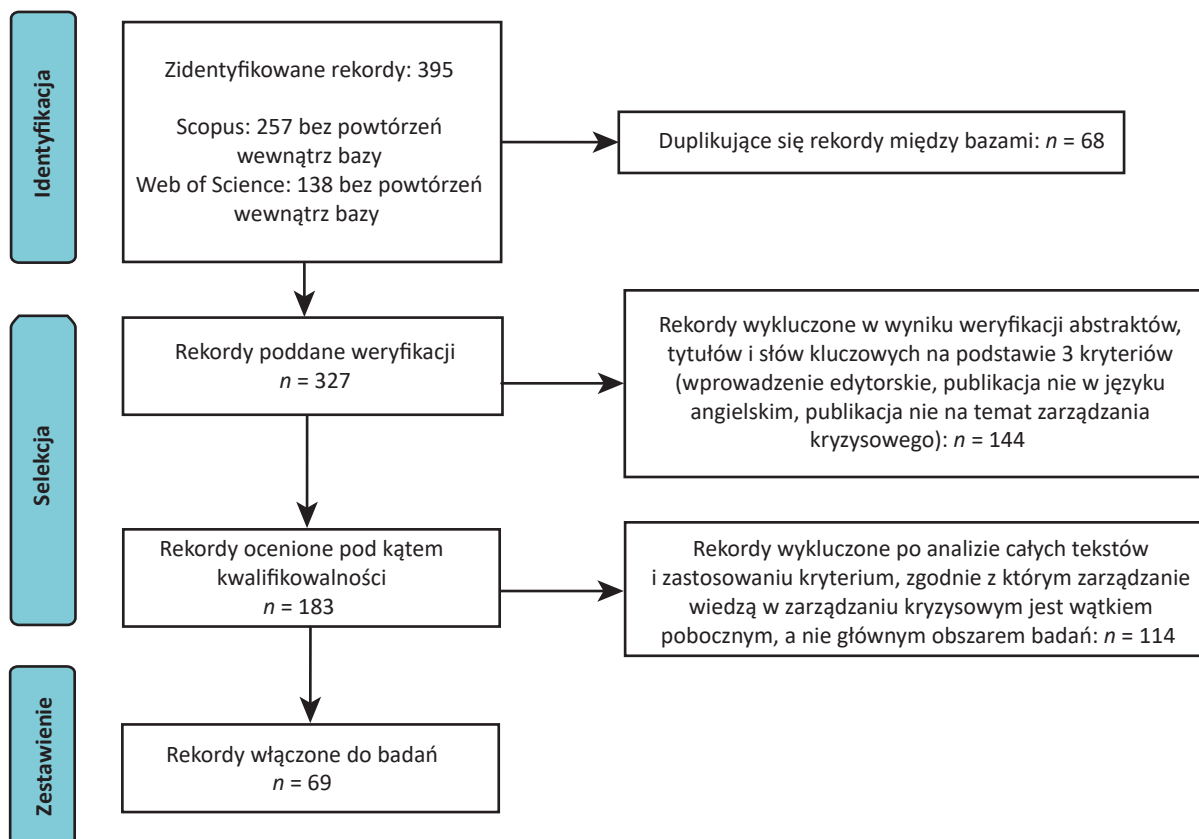 Identyfikacja
Zidentyfikowane rekordy: 395
Scopus: 257 bez powtórzeń
wewnątrz bazy
Web of Science: 138 bez powtórzeń
wewnątrz bazy
Duplikujące się rekordy między bazami: n = 68
Selekcja
Rekordy poddane weryfikacji
n = 327
Rekordy wykluczone w wyniku weryfikacji abstraktów,
tytułów i słów kluczowych na podstawie 3 kryteriów
(wprowadzenie edytorskie, publikacja nie w języku
angielskim, publikacja nie na temat zarządzania
kryzysowego): n = 144
Rekordy ocenione pod kątem
kwalifikowalności
n = 183
Rekordy wykluczone po analizie całych tekstów
i zastosowaniu kryterium, zgodnie z którym zarządzanie
wiedzą w zarządzaniu kryzysowym jest wątkiem
pobocznym, a nie głównym obszarem badań: n = 114
Zestawienie
Rekordy włączone do badań
n = 69